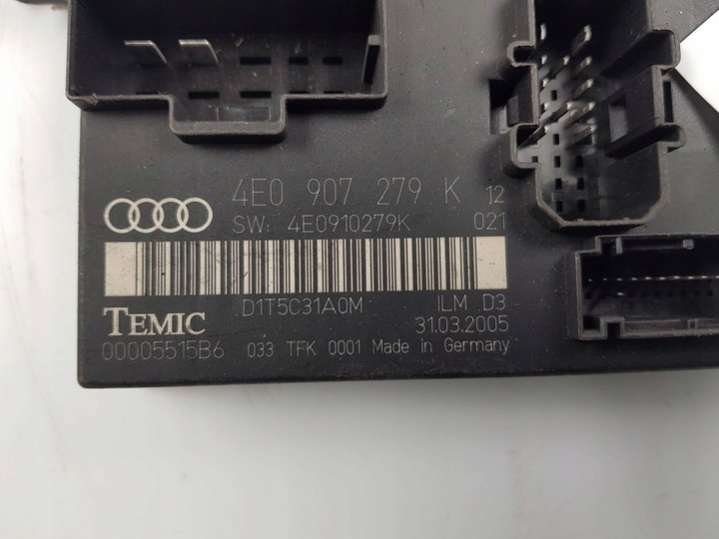 4E0 907 279 K 12
SW: 4E0910279K 021
D1T5C31A0M ILM D3
TEMIC 31.03.2005
00005515B6 033 TFK 0001 Made in Germany